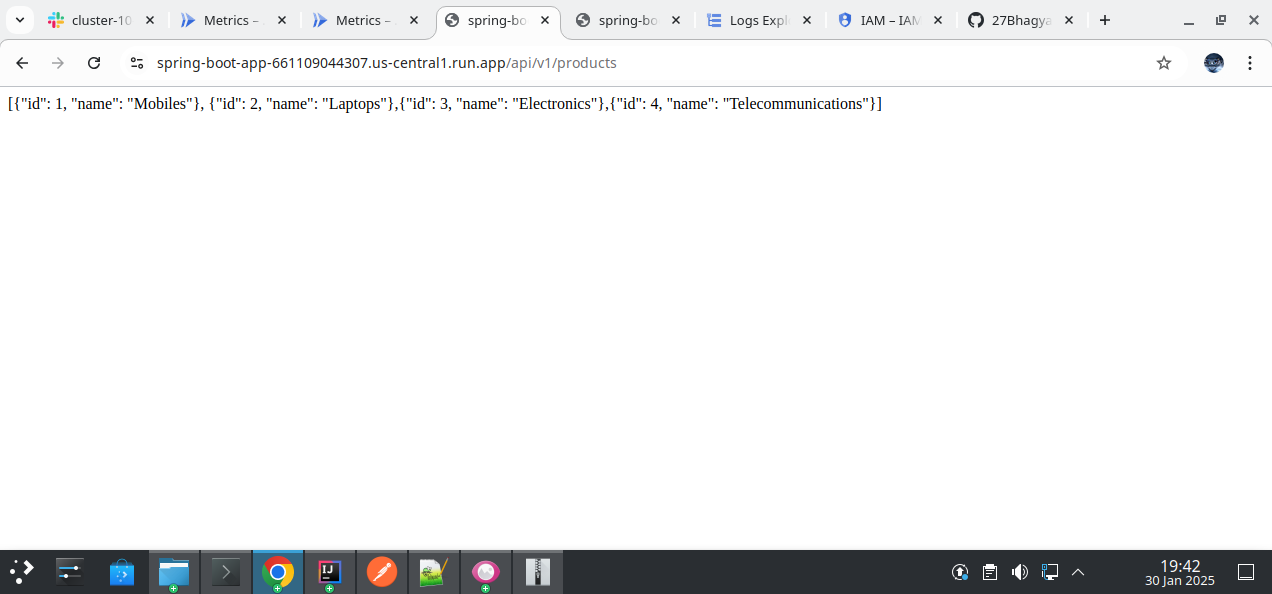 cluster-10
Metrics –
Metrics –
spring-bo
spring-bo
Logs Expl
IAM – IAM
27Bhagya
spring-boot-app-661109044307.us-central1.run.app/api/v1/products
[{"id": 1, "name": "Mobiles"}, {"id": 2, "name": "Laptops"},{"id": 3, "name": "Electronics"},{"id": 4, "name": "Telecommunications"}]
IJ
19:42
30 Jan 2025